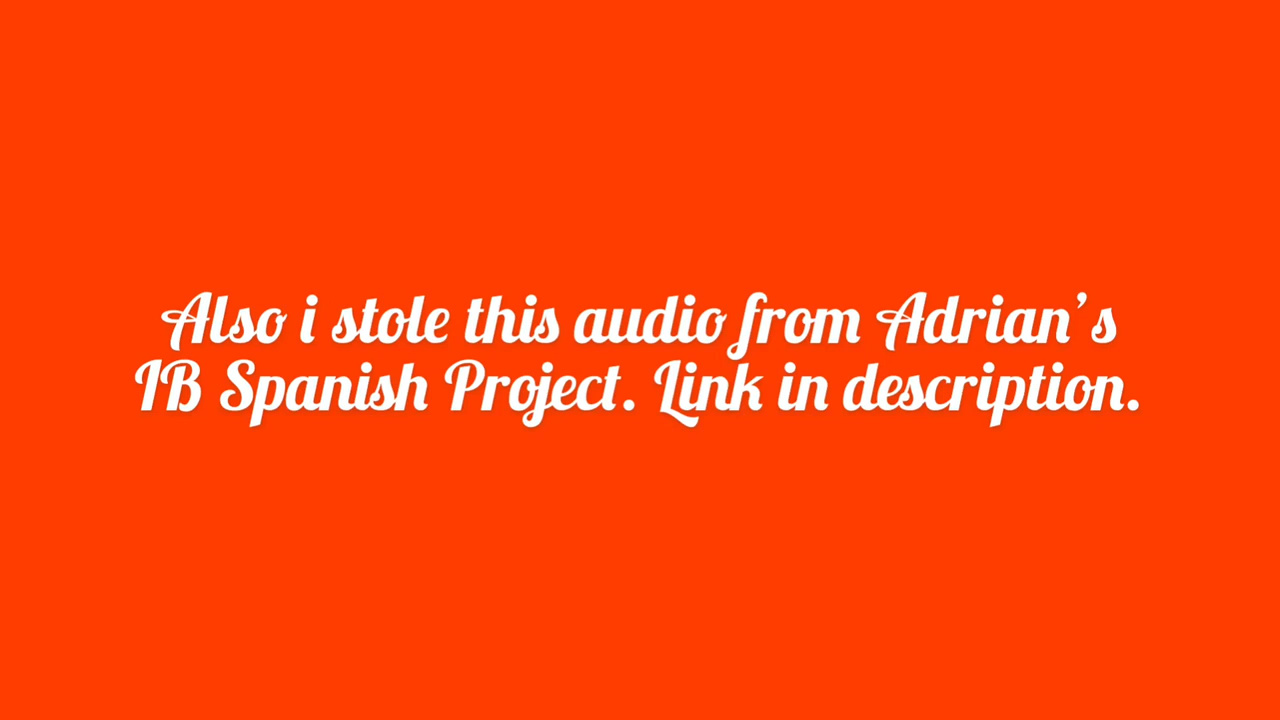 Also i stole this audio from Adrian’s
IB Spanish Project. Link in description.